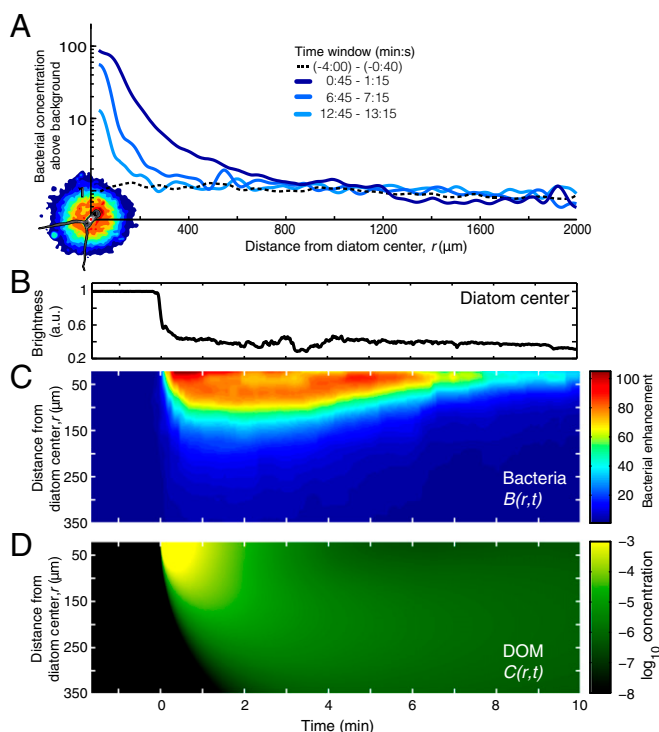 A
Bacterial concentration
above background
100
10
Time window (min:s)
(-4:00) - (-0:40)
0:45 - 1:15
6:45 - 7:15
12:45 - 13:15
400
800
1200
1600
2000
Distance from diatom center, r (µm)
B
Brightness
(a.u.)
1
0.6
0.2
Diatom center
C
Distance from
diatom center, r (µm)
50
150
250
350
Bacteria
B(r,t)
100
80
60
40
20
Bacterial enhancement
D
Distance from
diatom center, r (µm)
50
150
250
350
DOM
C(r,t)
-3
-4
-5
-6
-7
-8
log10 concentration
0
2
4
6
8
10
Time (min)